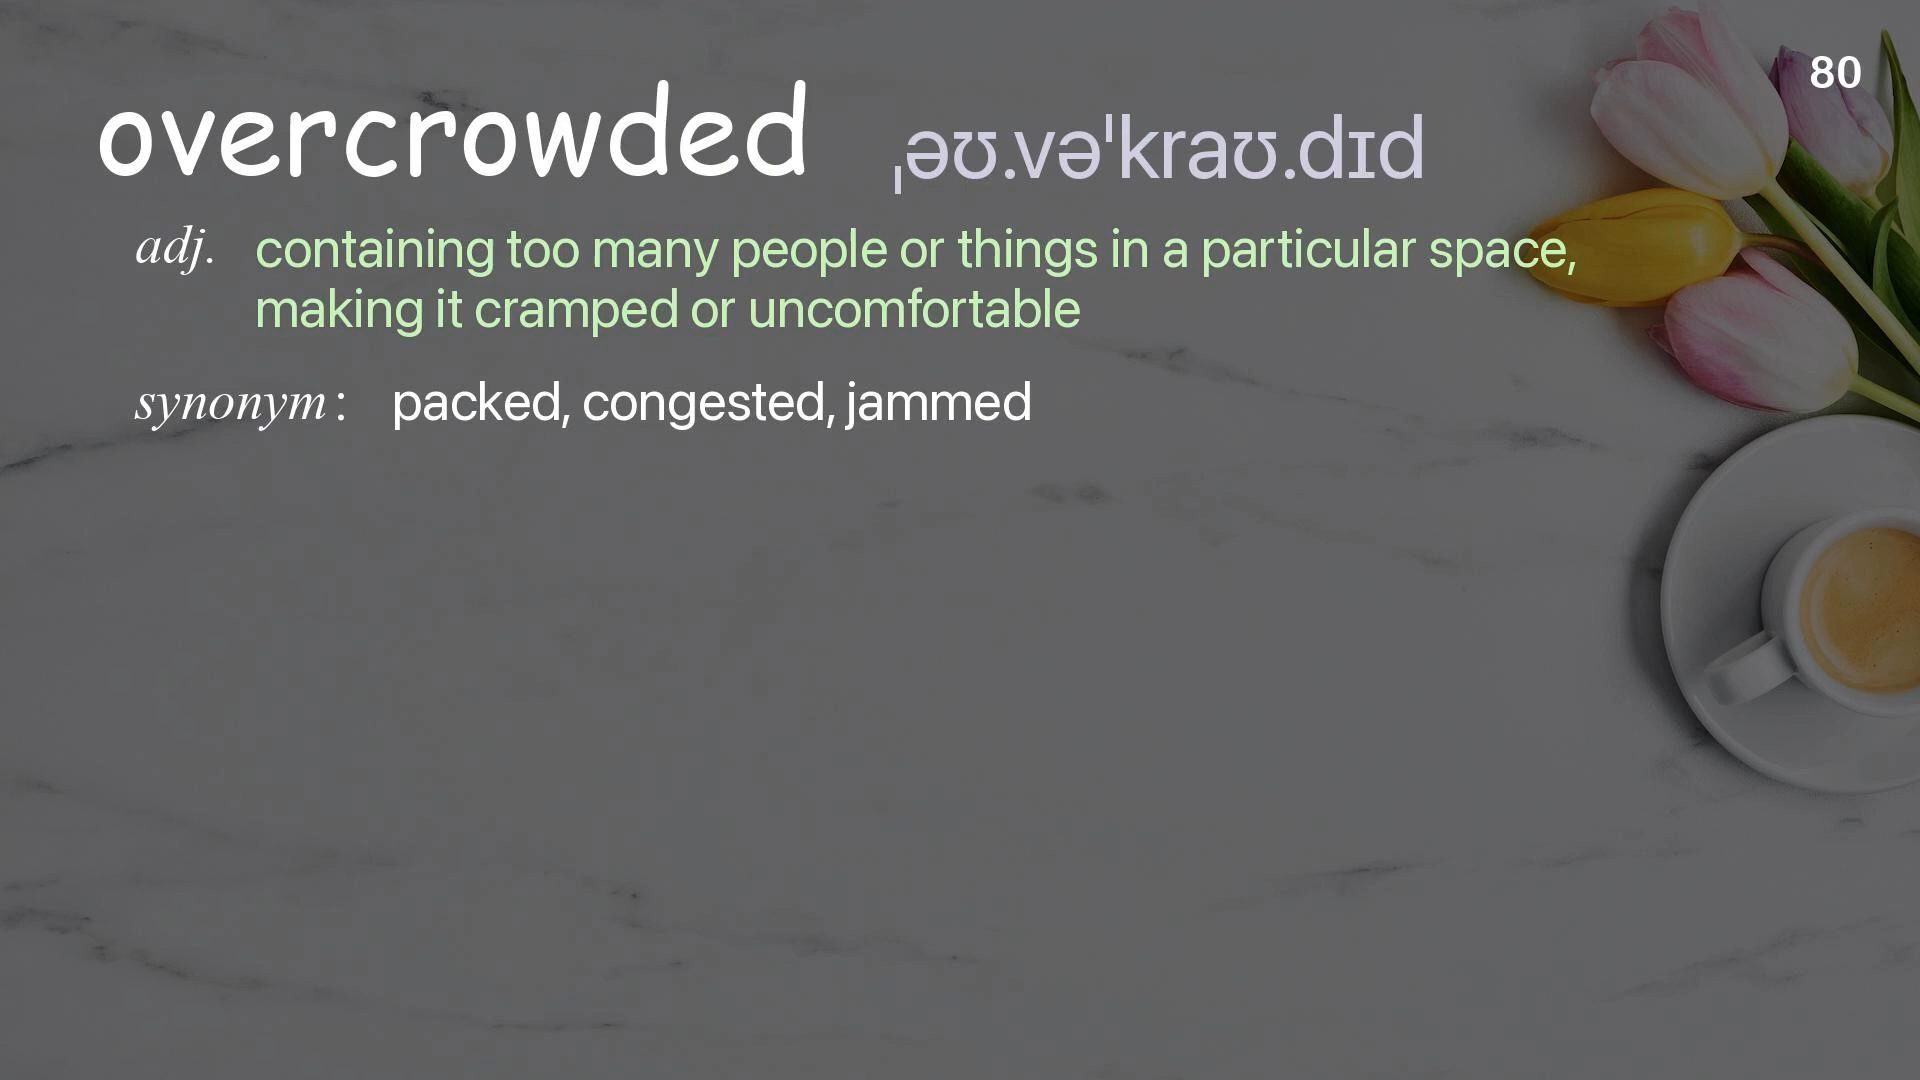 80
overcrowded ˌəʊ.vəˈkraʊ.dɪd
adj. containing too many people or things in a particular space,
making it cramped or uncomfortable
synonym: packed, congested, jammed